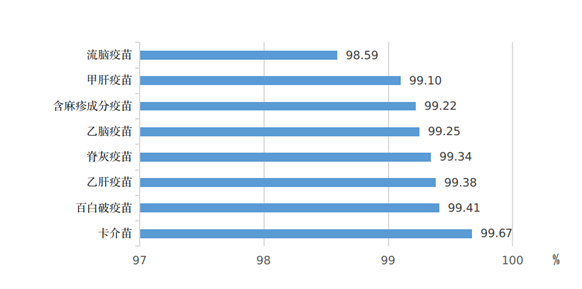 流脑疫苗 98.59
甲肝疫苗 99.10
含麻疹成分疫苗 99.22
乙脑疫苗 99.25
脊灰疫苗 99.34
乙肝疫苗 99.38
百白破疫苗 99.41
卡介苗 99.67
97 98 99 100 %